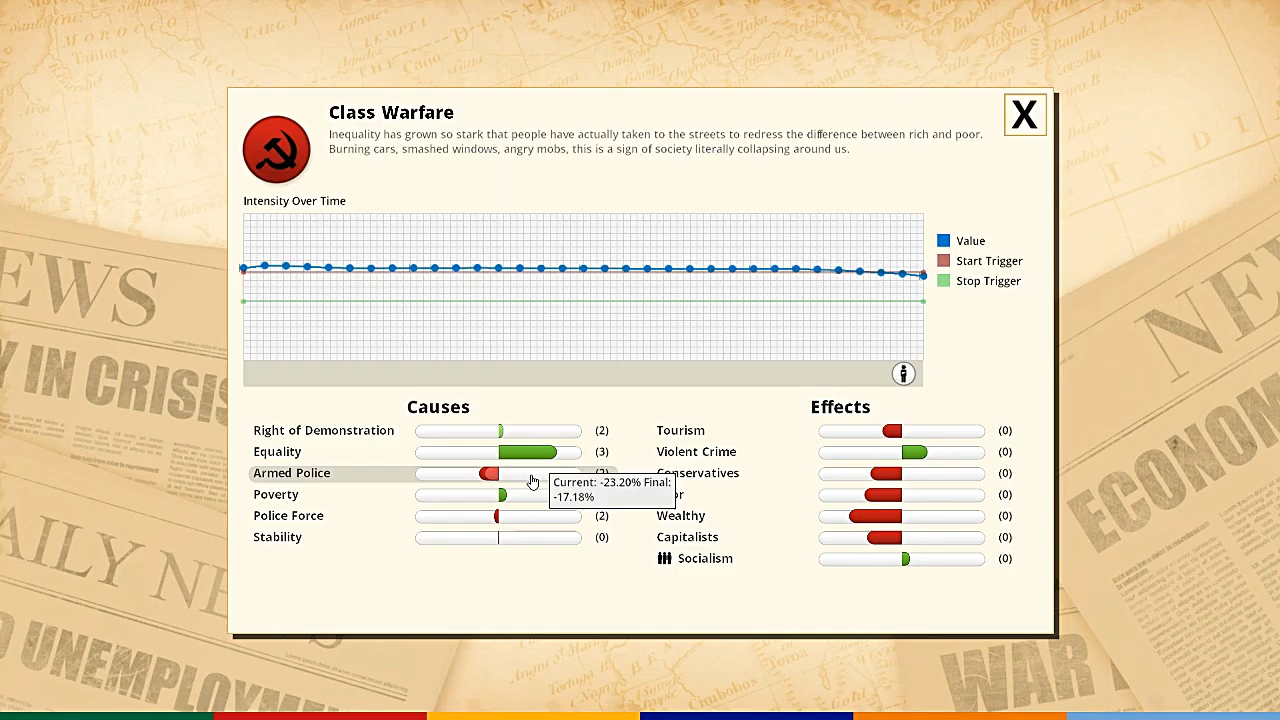 Class Warfare
Inequality has grown so stark that people have actually taken to the streets to redress the difference between rich and poor.
Burning cars, smashed windows, angry mobs, this is a sign of society literally collapsing around us.
X
Intensity Over Time
Value
Start Trigger
Stop Trigger
Causes
Right of Demonstration (2)
Equality (3)
Armed Police
Poverty
Police Force (2)
Stability (0)
Current: -23.20% Final:
-17.18%
Effects
Tourism (0)
Violent Crime (0)
Conservatives (0)
(0)
Wealthy (0)
Capitalists (0)
Socialism (0)
EWS
Y IN CRISIS
AILY NE
UNEMPLOYM
NE
ECONOM
WAR